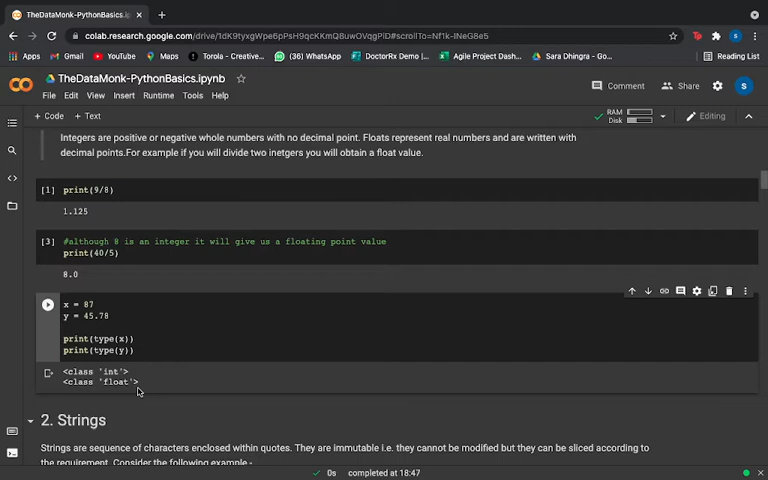 TheDataMonk-PythonBasics.ip
colab.research.google.com/drive/1dK9tyxgWpe6pPsH9qcKKmQ8uwOVqgPlD#scrollTo=Nf1k-INeG8e5
Apps Gmail YouTube Maps Torola - Creative... (36) WhatsApp DoctorRx Demo |... Agile Project Dash... Sara Dhingra - Go... Reading List
TheDataMonk-PythonBasics.ipynb
Comment Share S
File Edit View Insert Runtime Tools Help
+ Code + Text RAM Disk Editing
Integers are positive or negative whole numbers with no decimal point. Floats represent real numbers and are written with
decimal points.For example if you will divide two inetgers you will obtain a float value.
[1] print(9/8)
1.125
[3] #although 8 is an integer it will give us a floating point value
print(40/5)
8.0
x = 87
y = 45.78
print(type(x))
print(type(y))
<class 'int'>
<class 'float'>
2. Strings
Strings are sequence of characters enclosed within quotes. They are immutable i.e. they cannot be modified but they can be sliced according to
the requirement. Consider the following example -
0s completed at 18:47